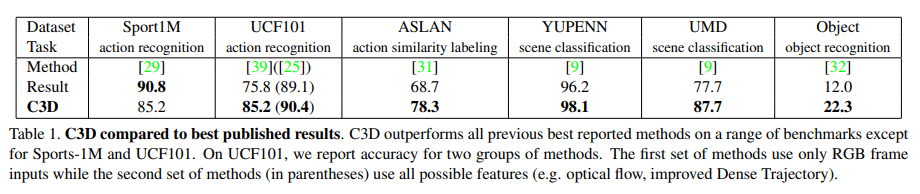 Dataset Sport1M UCF101 ASLAN YUPENN UMD Object
Task action recognition action recognition action similarity labeling scene classification scene classification object recognition
Method [29] [39]([25]) [31] [9] [9] [32]
Result 90.8 75.8 (89.1) 68.7 96.2 77.7 12.0
C3D 85.2 85.2 (90.4) 78.3 98.1 87.7 22.3
Table 1. C3D compared to best published results. C3D outperforms all previous best reported methods on a range of benchmarks except
for Sports-1M and UCF101. On UCF101, we report accuracy for two groups of methods. The first set of methods use only RGB frame
inputs while the second set of methods (in parentheses) use all possible features (e.g. optical flow, improved Dense Trajectory).